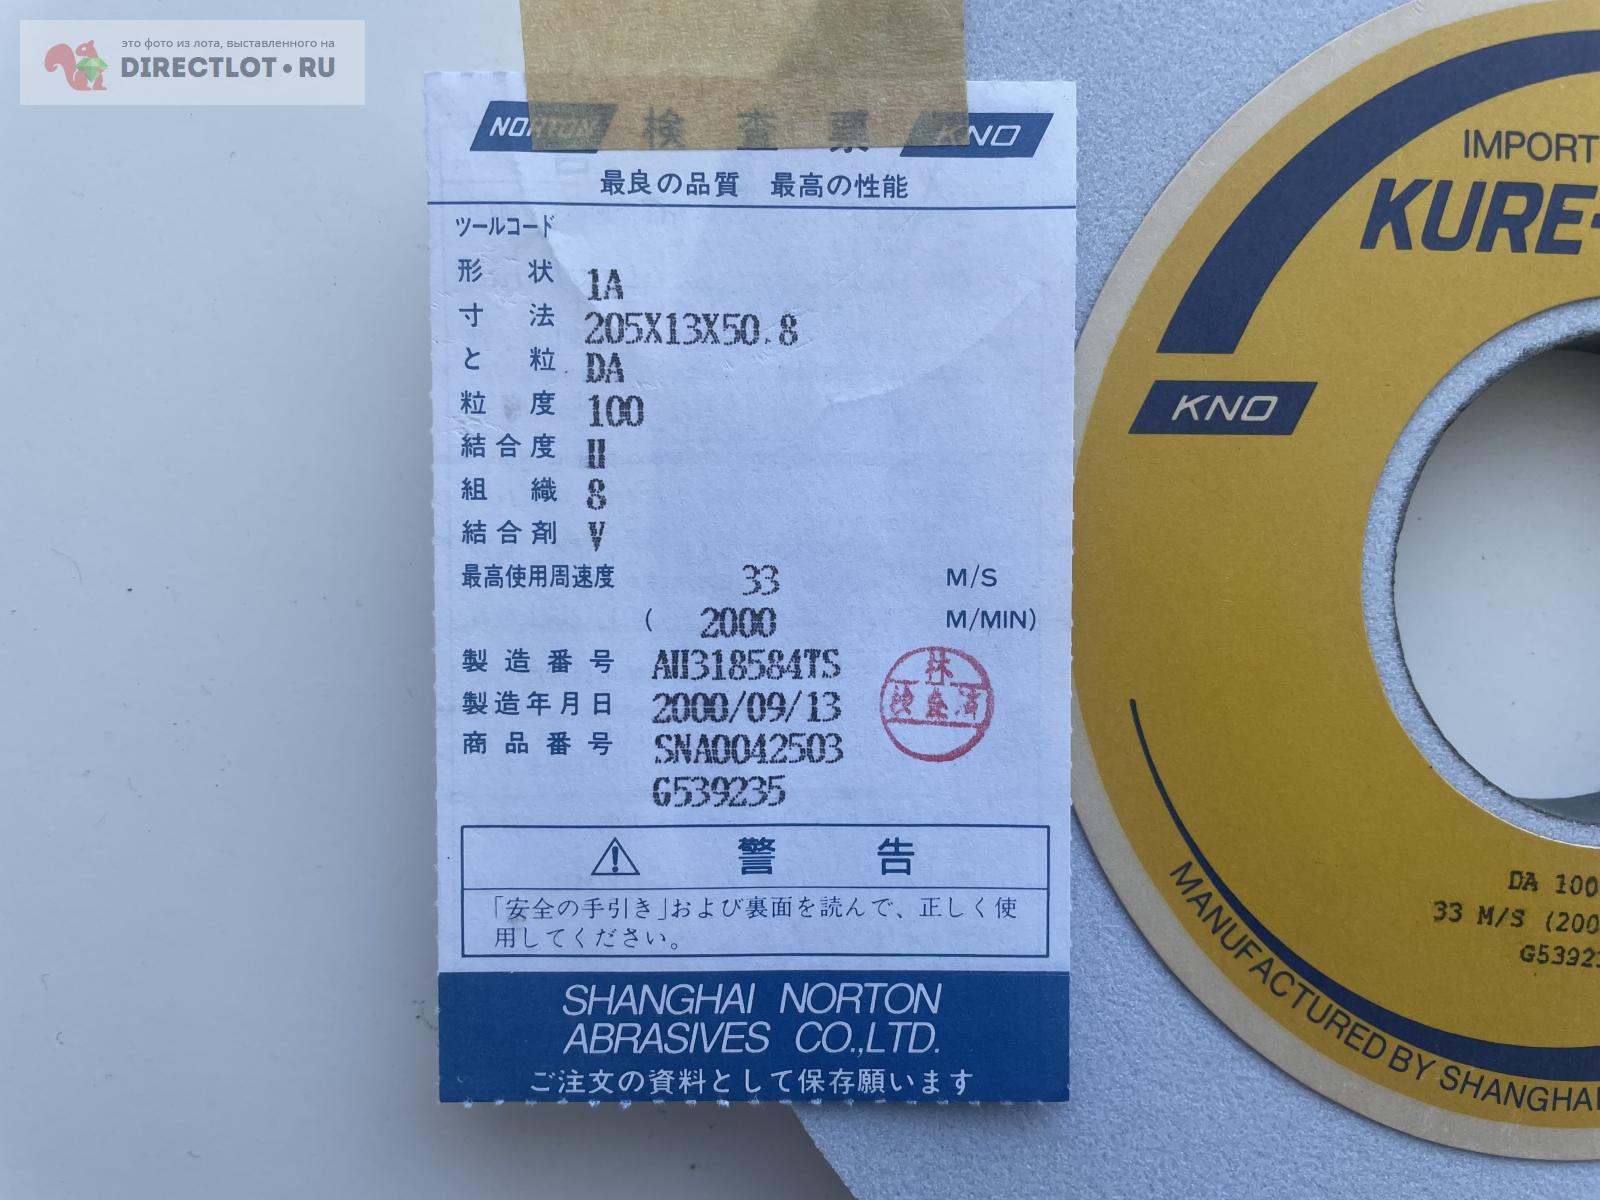 это фото из лота, выставленного на
DIRECTLOT•RU
NORTON 検査票 KNO
最良の品質 最高の性能
ツールコード
形状 1A
寸法 205X13X50.8
と粒 DA
粒度 100
結合度 H
組織 8
結合剤 V
最高使用周速度 33 M/S
( 2000 M/MIN)
製造番号 AH318584TS
製造年月日 2000/09/13
商品番号 SNA0042503
G539235
林
検査済
⚠ 警告
「安全の手引き」および裏面を読んで、正しく使
用してください。
SHANGHAI NORTON
ABRASIVES CO.,LTD.
ご注文の資料として保存願います
IMPORT
KURE-
KNO
DA 100
33 M/S (200
G5392
MANUFACTURED BY SHANGHAI